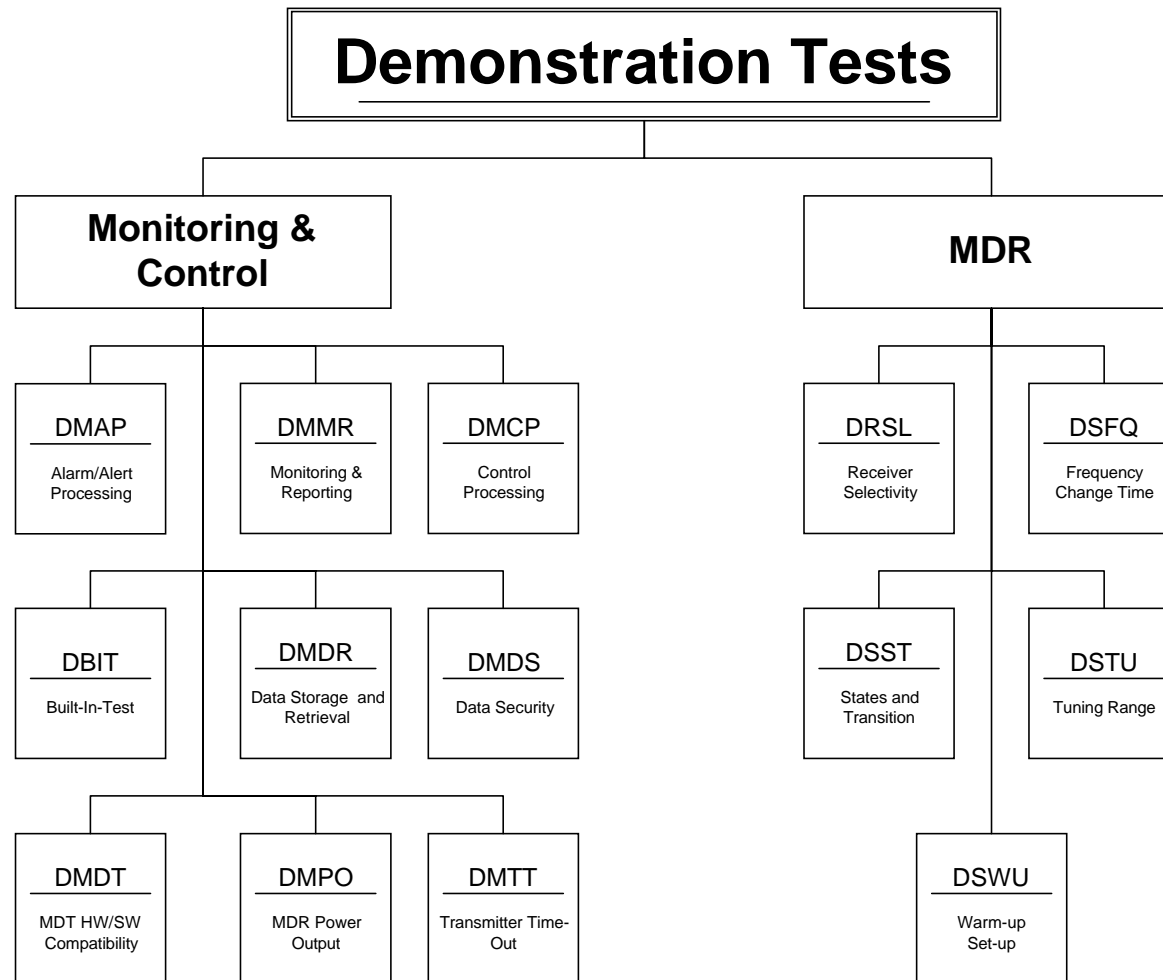 Demonstration Tests
Monitoring &
Control
MDR
DMAP
Alarm/Alert
Processing
DMMR
Monitoring &
Reporting
DMCP
Control
Processing
DRSL
Receiver
Selectivity
DSFQ
Frequency
Change Time
DBIT
Built-In-Test
DMDR
Data Storage and
Retrieval
DMDS
Data Security
DSST
States and
Transition
DSTU
Tuning Range
DMDT
MDT HW/SW
Compatibility
DMPO
MDR Power
Output
DMTT
Transmitter Time-
Out
DSWU
Warm-up
Set-up